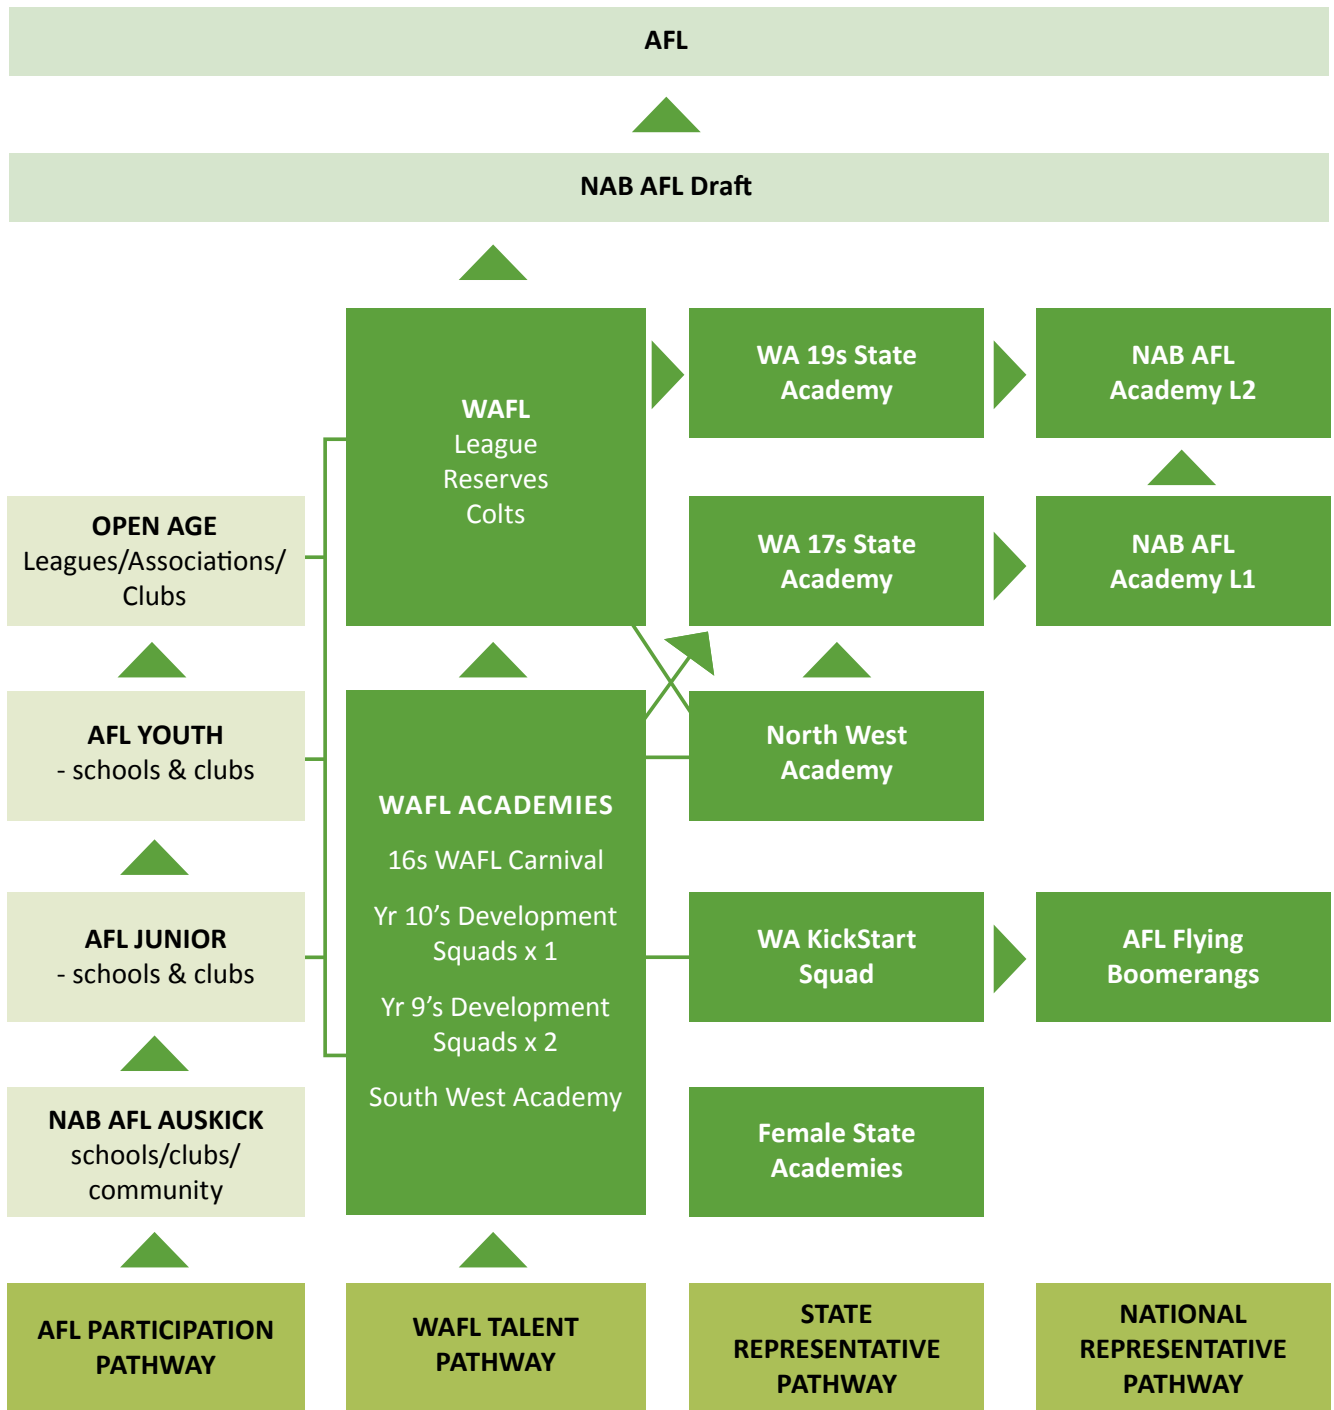 AFL
NAB AFL Draft
WAFL
League
Reserves
Colts
WA 19s State
Academy
NAB AFL
Academy L2
OPEN AGE
Leagues/Associations/
Clubs
WA 17s State
Academy
NAB AFL
Academy L1
AFL YOUTH
- schools & clubs
North West
Academy
WAFL ACADEMIES
16s WAFL Carnival
Yr 10’s Development
Squads x 1
Yr 9’s Development
Squads x 2
South West Academy
AFL JUNIOR
- schools & clubs
WA KickStart
Squad
AFL Flying
Boomerangs
NAB AFL AUSKICK
schools/clubs/
community
Female State
Academies
AFL PARTICIPATION
PATHWAY
WAFL TALENT
PATHWAY
STATE
REPRESENTATIVE
PATHWAY
NATIONAL
REPRESENTATIVE
PATHWAY